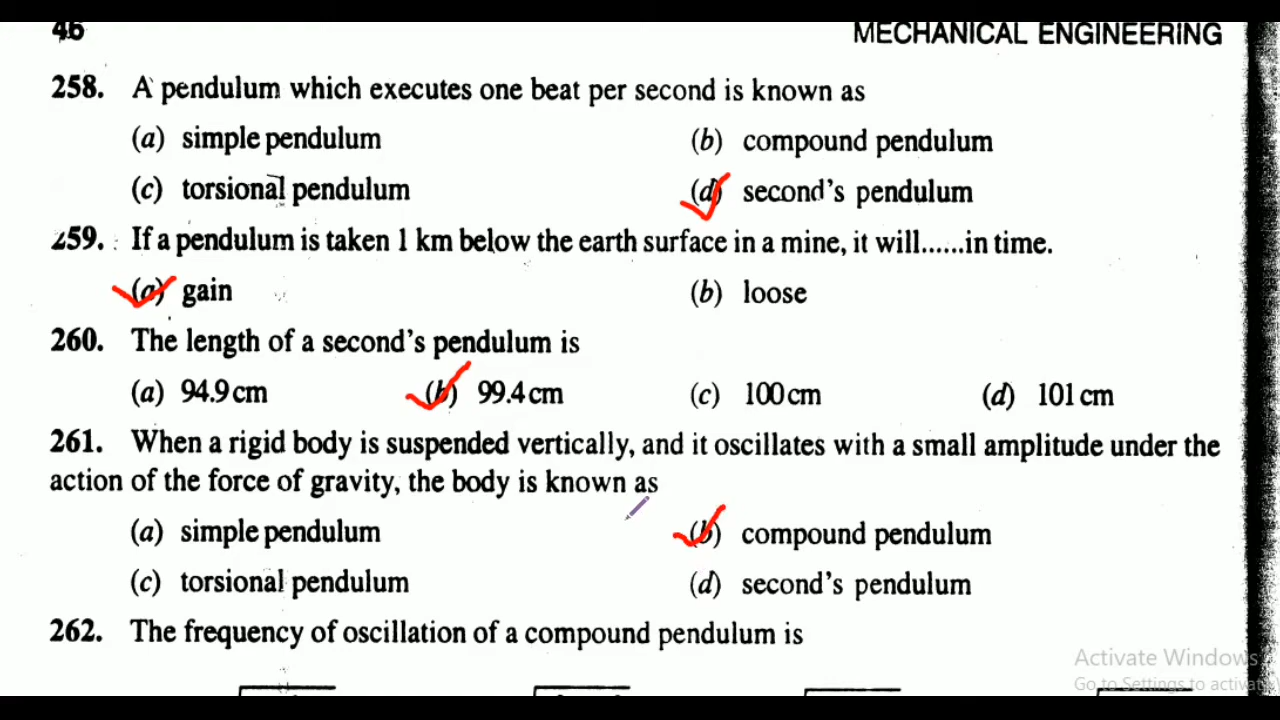 46 MECHANICAL ENGINEERING
258. A pendulum which executes one beat per second is known as
(a) simple pendulum (b) compound pendulum
(c) torsional pendulum (d) second's pendulum
259. If a pendulum is taken 1 km below the earth surface in a mine, it will......in time.
(a) gain (b) loose
260. The length of a second's pendulum is
(a) 94.9 cm (b) 99.4 cm (c) 100 cm (d) 101 cm
261. When a rigid body is suspended vertically, and it oscillates with a small amplitude under the
action of the force of gravity, the body is known as
(a) simple pendulum (b) compound pendulum
(c) torsional pendulum (d) second's pendulum
262. The frequency of oscillation of a compound pendulum is
Activate Windows
Go to Settings to activate